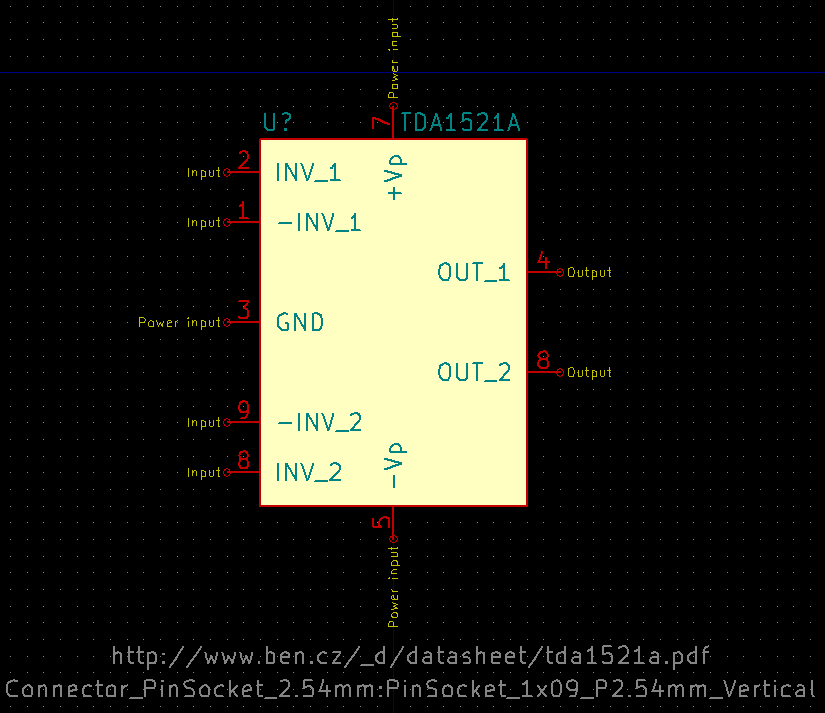 Power input
7
U? TDA1521A
+Vp
Input 2 INV_1
Input 1 -INV_1
4
OUT_1 Output
Power input 3 GND
8
OUT_2 Output
Input 9 -INV_2
Input 8 INV_2
-Vp
5
Power input
http://www.ben.cz/_d/datasheet/tda1521a.pdf
Connector_PinSocket_2.54mm:PinSocket_1x09_P2.54mm_Vertical